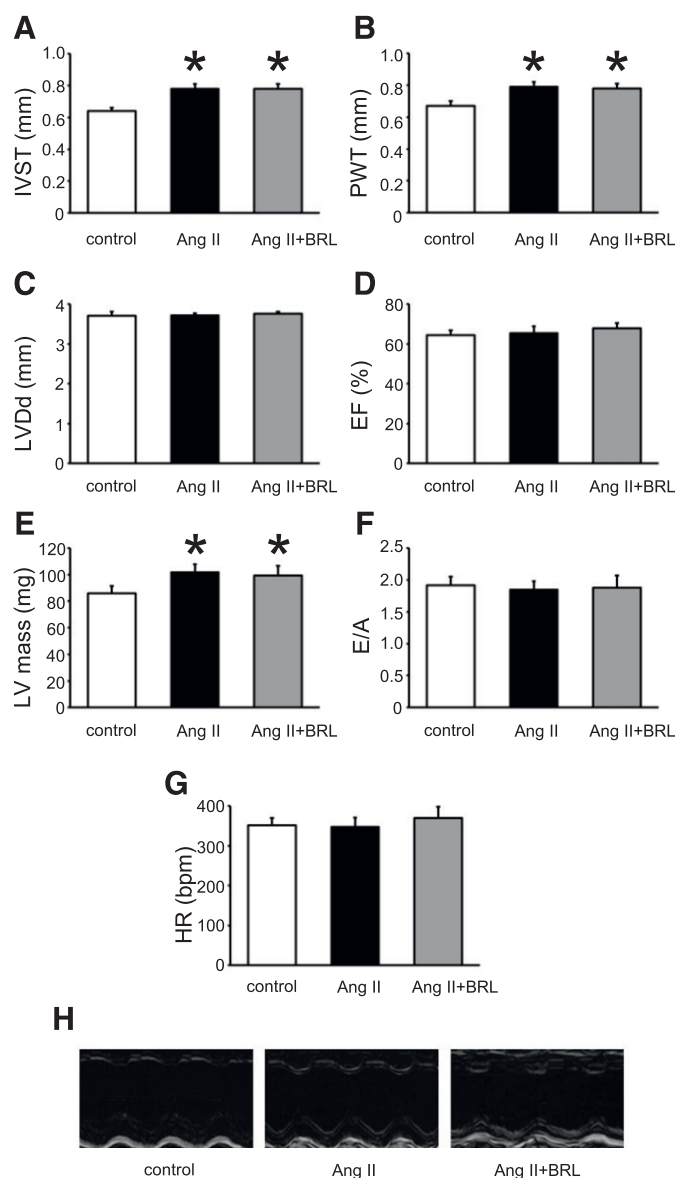 A
IVST (mm)
1.0
0.8
0.6
0.4
0.2
0
* *
control Ang II Ang II+BRL
B
PWT (mm)
1.0
0.8
0.6
0.4
0.2
0
* *
control Ang II Ang II+BRL
C
LVDd (mm)
4
3
2
1
0
control Ang II Ang II+BRL
D
EF (%)
80
60
40
20
0
control Ang II Ang II+BRL
E
LV mass (mg)
120
100
80
60
40
20
0
* *
control Ang II Ang II+BRL
F
E/A
2.5
2.0
1.5
1.0
0.5
0
control Ang II Ang II+BRL
G
HR (bpm)
400
300
200
100
0
control Ang II Ang II+BRL
H
control Ang II Ang II+BRL